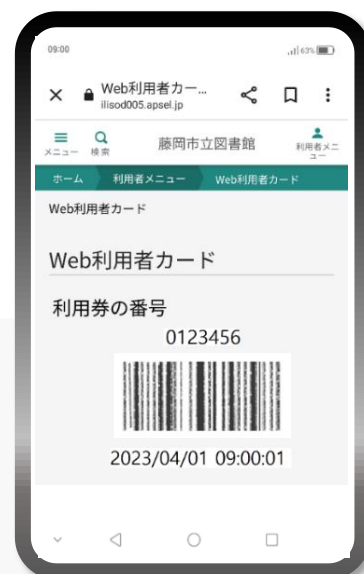 09:00
63%
Web利用者カー...
ilisod005.apsel.jp
メニュー
検索
藤岡市立図書館
利用者メニ
ュー
ホーム
利用者メニュー
Web利用者カード
Web利用者カード
Web利用者カード
利用券の番号
0123456
2023/04/01 09:00:01